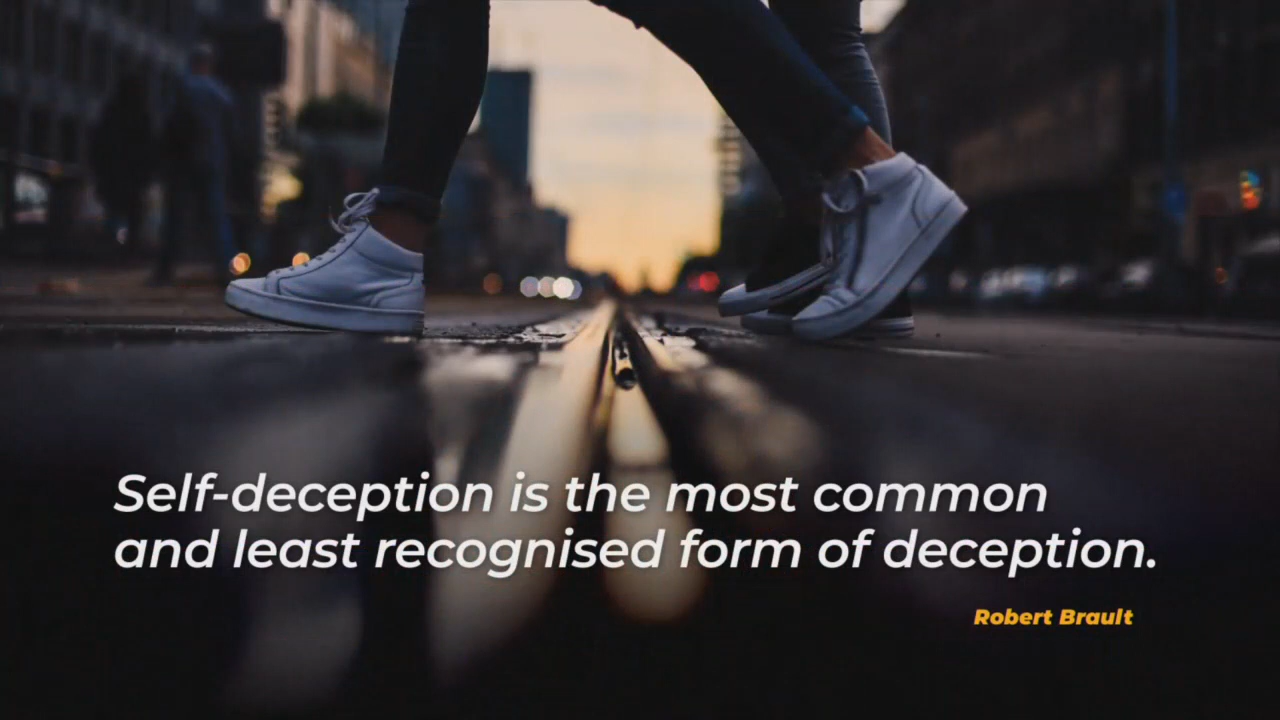 Self-deception is the most common
and least recognised form of deception.
Robert Brault